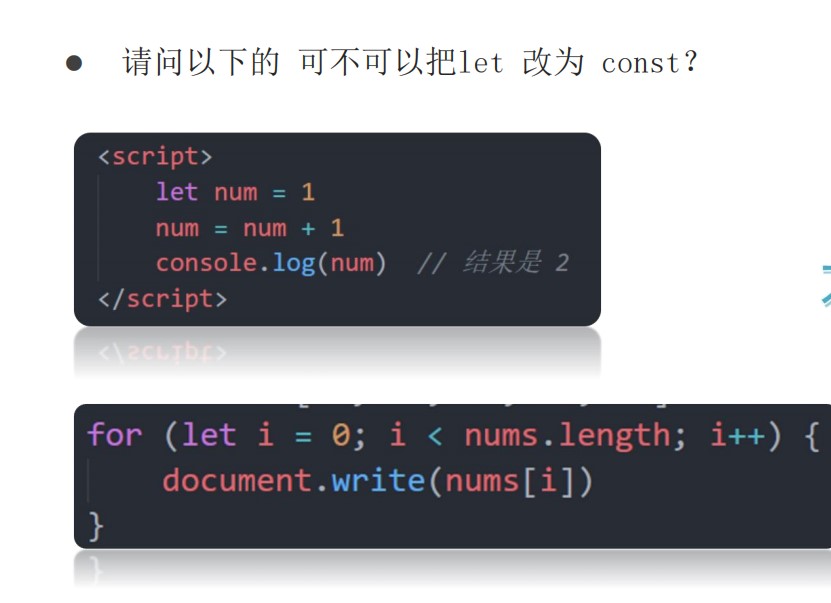 ● 请问以下的 可不可以把let 改为 const？
<script>
let num = 1
num = num + 1
console.log(num) // 结果是 2
</script>
for (let i = 0; i < nums.length; i++) {
document.write(nums[i])
}